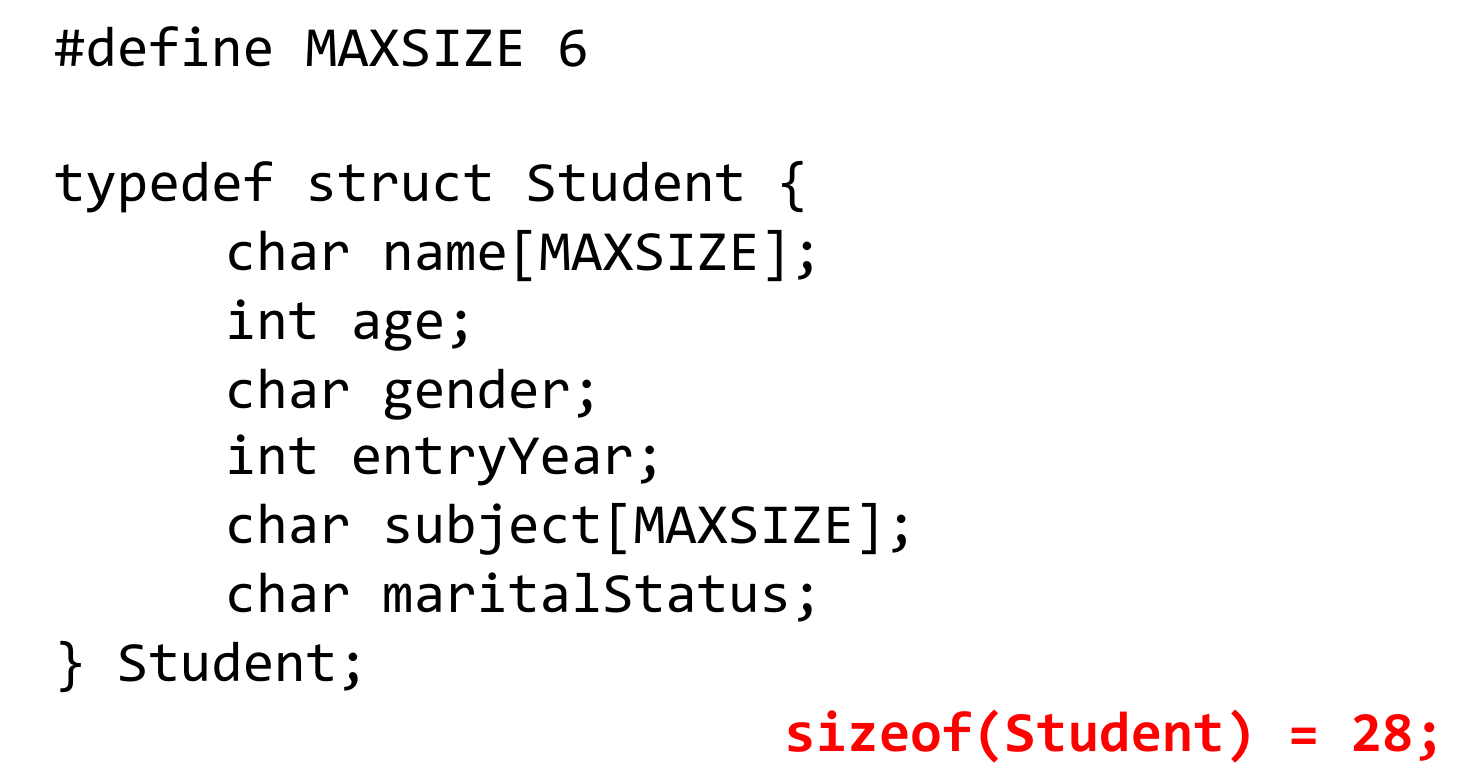 #define MAXSIZE 6
typedef struct Student {
char name[MAXSIZE];
int age;
char gender;
int entryYear;
char subject[MAXSIZE];
char maritalStatus;
} Student;
sizeof(Student) = 28;